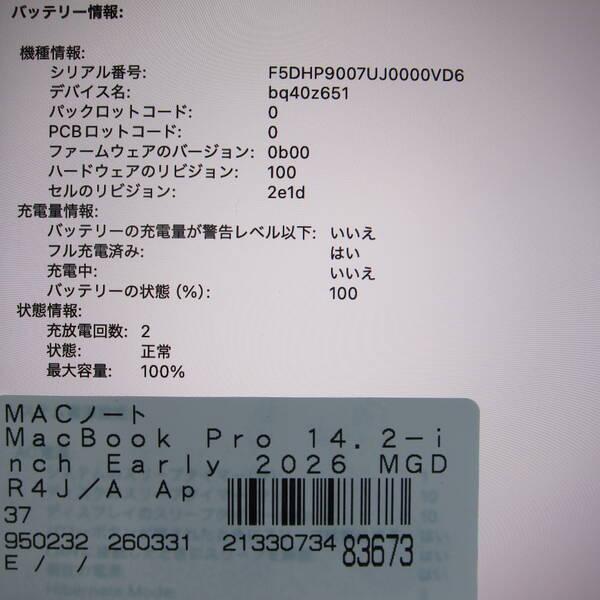 バッテリー情報:
機種情報:
シリアル番号: F5DHP9007UJ0000VD6
デバイス名: bq40z651
パックロットコード: 0
PCBロットコード: 0
ファームウェアのバージョン: 0b00
ハードウェアのリビジョン: 100
セルのリビジョン: 2e1d
充電量情報:
バッテリーの充電量が警告レベル以下: いいえ
フル充電済み: はい
充電中: いいえ
バッテリーの状態 (%): 100
状態情報:
充放電回数: 2
状態: 正常
最大容量: 100%
MACノート
MacBook Pro 14.2-i
nch Early 2026 MGD
R4J/A Ap
37
950232 260331 21330734 83673
E / /
Hibernate Mode